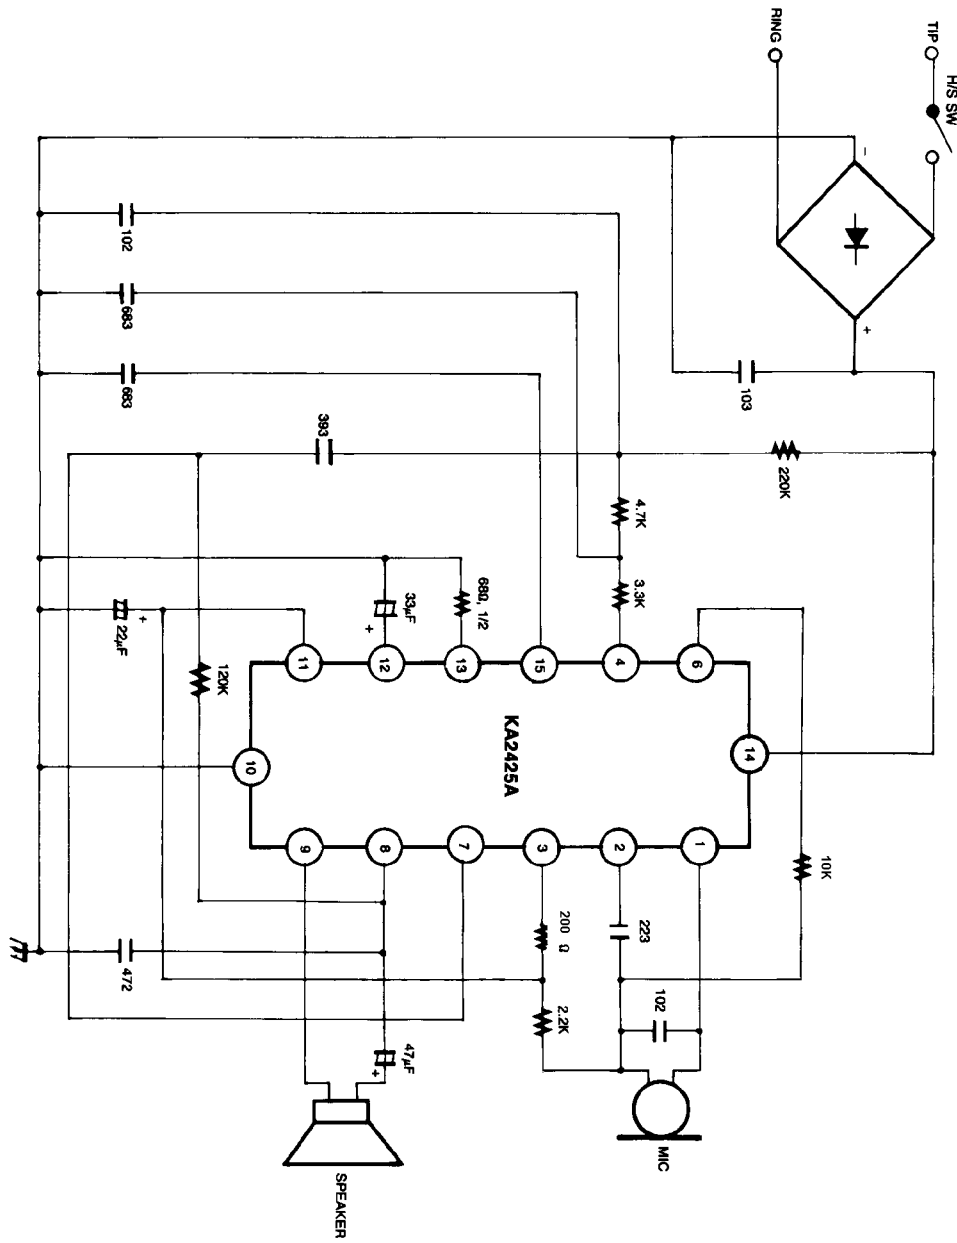 TIP
H/S SW
RING
−
+
102
683
683
103
393
220K
4.7K
3.3K
68Ω, 1/2
33µF
+
22µF
+
120K
11
12
13
15
4
6
KA2425A
10
14
9
8
7
3
2
1
10K
200 Ω
223
472
2.2K
102
47µF
+
MIC
SPEAKER